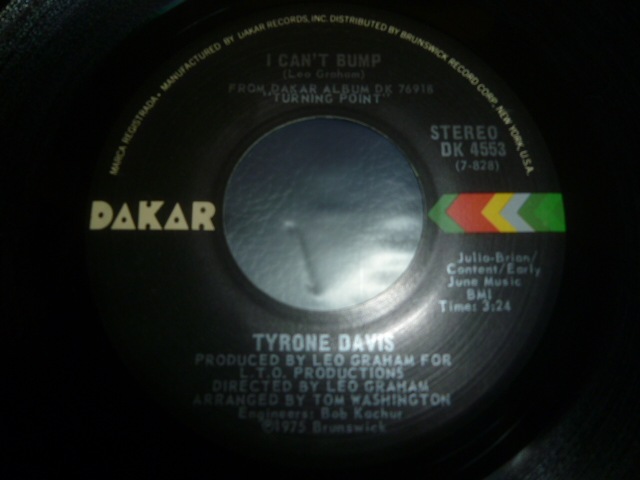 MARCA REGISTRADA • MANUFACTURED BY DAKAR RECORDS, INC. DISTRIBUTED BY BRUNSWICK RECORD CORP. NEW YORK, U.S.A.
I CAN'T BUMP
(Leo Graham)
FROM DAKAR ALBUM DK 76918
"TURNING POINT"
STEREO
DK 4553
(7-828)
DAKAR
Julio-Brian/
Content/Early
June Music
BMI
Time: 3:24
TYRONE DAVIS
PRODUCED BY LEO GRAHAM FOR
L.T.O. PRODUCTIONS
DIRECTED BY LEO GRAHAM
ARRANGED BY TOM WASHINGTON
Engineers: Bob Kachur
℗1975 Brunswick